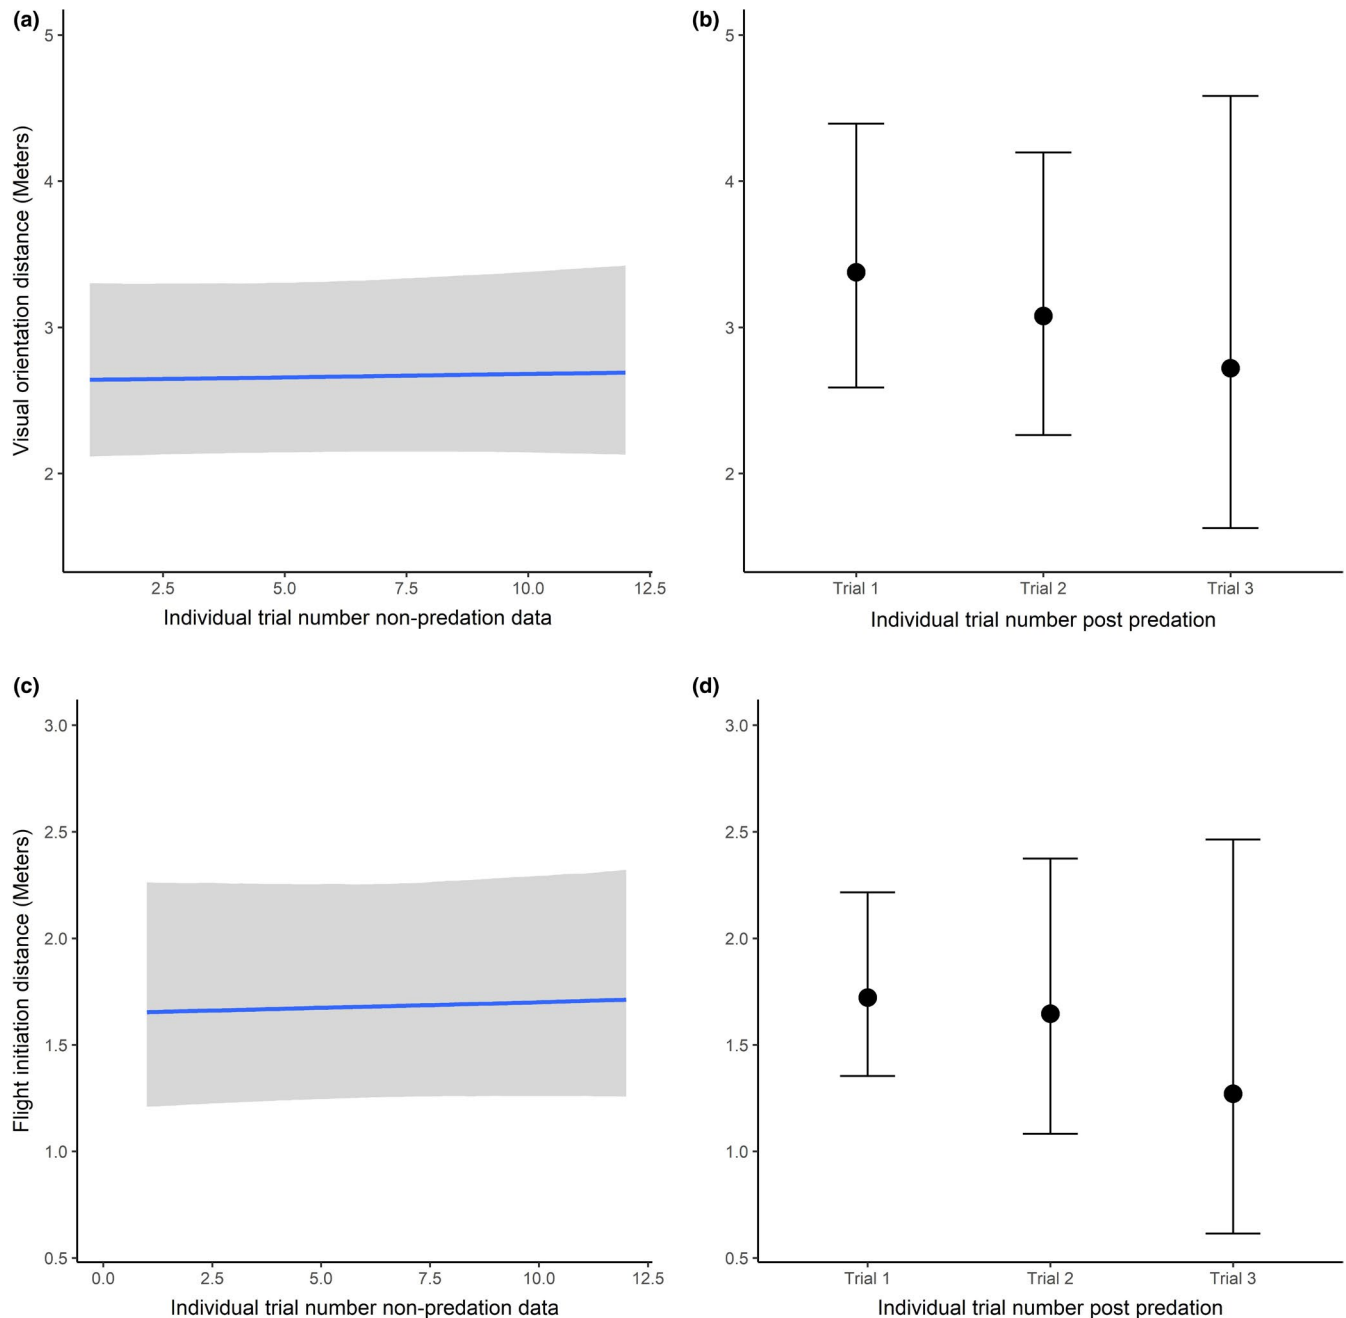 (a)
5
4
3
2
Visual orientation distance (Meters)
2.5 5.0 7.5 10.0 12.5
Individual trial number non-predation data
(b)
5
4
3
2
Trial 1 Trial 2 Trial 3
Individual trial number post predation
(c)
3.0
2.5
2.0
1.5
1.0
0.5
Flight initiation distance (Meters)
0.0 2.5 5.0 7.5 10.0 12.5
Individual trial number non-predation data
(d)
3.0
2.5
2.0
1.5
1.0
0.5
Trial 1 Trial 2 Trial 3
Individual trial number post predation